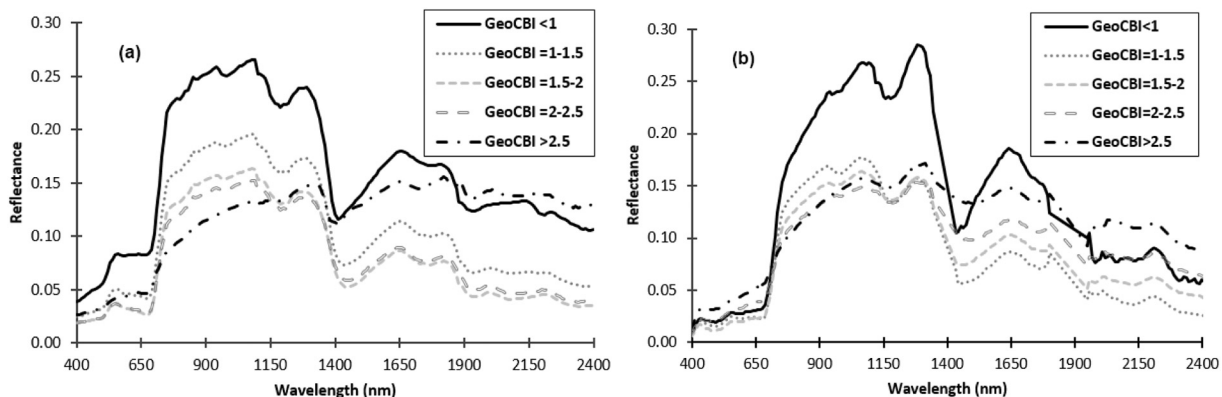 (a)
0.30
0.25
0.20
0.15
0.10
0.05
0.00
Reflectance
400 650 900 1150 1400 1650 1900 2150 2400
Wavelength (nm)
GeoCBI <1
GeoCBI =1-1.5
GeoCBI =1.5-2
GeoCBI =2-2.5
GeoCBI >2.5
(b)
0.30
0.25
0.20
0.15
0.10
0.05
0.00
Reflectance
400 650 900 1150 1400 1650 1900 2150 2400
Wavelength (nm)
GeoCBI<1
GeoCBI=1-1.5
GeoCBI=1.5-2
GeoCBI=2-2.5
GeoCBI>2.5